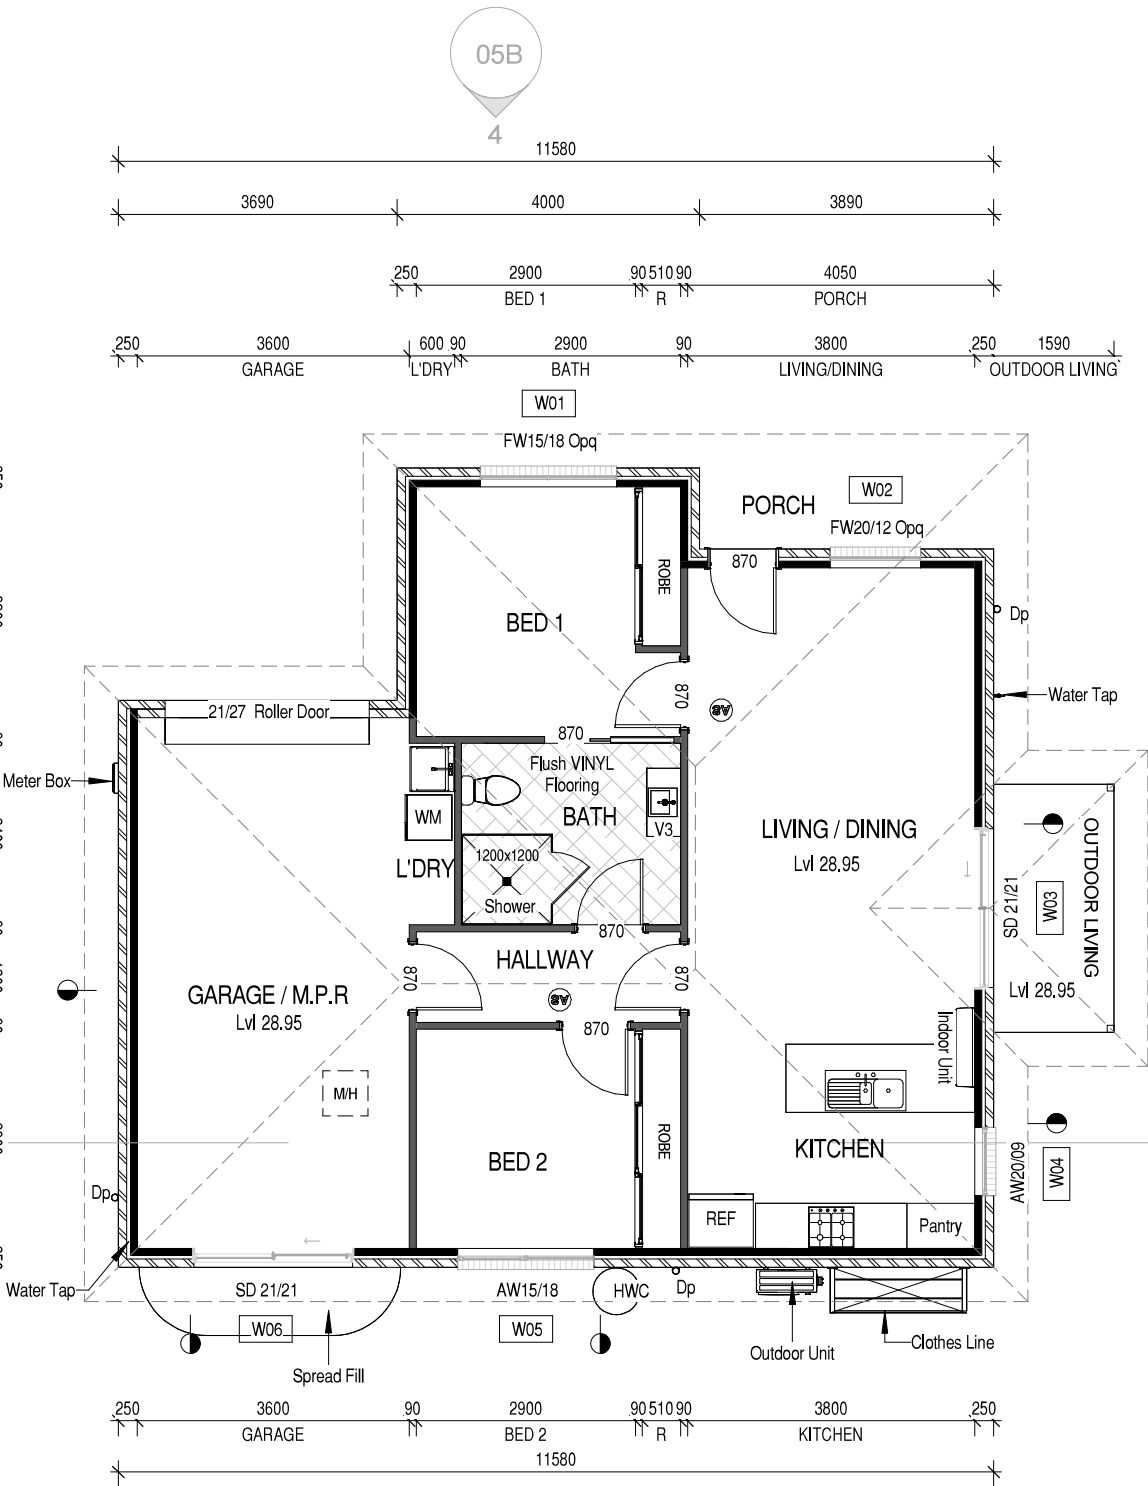 05B
4
11580
3690 4000 3890
250 2900 90 510 90 4050
BED 1 R PORCH
250 3600 600 90 2900 90 3800 250 1590
GARAGE L'DRY BATH LIVING/DINING OUTDOOR LIVING
W01
FW15/18 Opq
W02
PORCH
FW20/12 Opq
870
ROBE
Dp
BED 1
870
A8
Water Tap
21/27 Roller Door
870
Meter Box
Flush VINYL
Flooring
WM
BATH
V3
LIVING / DINING
Lvl 28.95
OUTDOOR LIVING
1200x1200
L'DRY
Shower
SD 21/21
W03
870
HALLWAY
870
870
Lvl 28.95
GARAGE / M.P.R
Lvl 28.95
A8
870
Indoor Unit
M/H
ROBE
KITCHEN
BED 2
AW20/09
W04
Dp
REF
Pantry
Water Tap
SD 21/21
AW15/18
HWC
Dp
W06
W05
Clothes Line
Outdoor Unit
Spread Fill
250 3600 90 2900 90 510 90 3800 250
GARAGE BED 2 R KITCHEN
11580